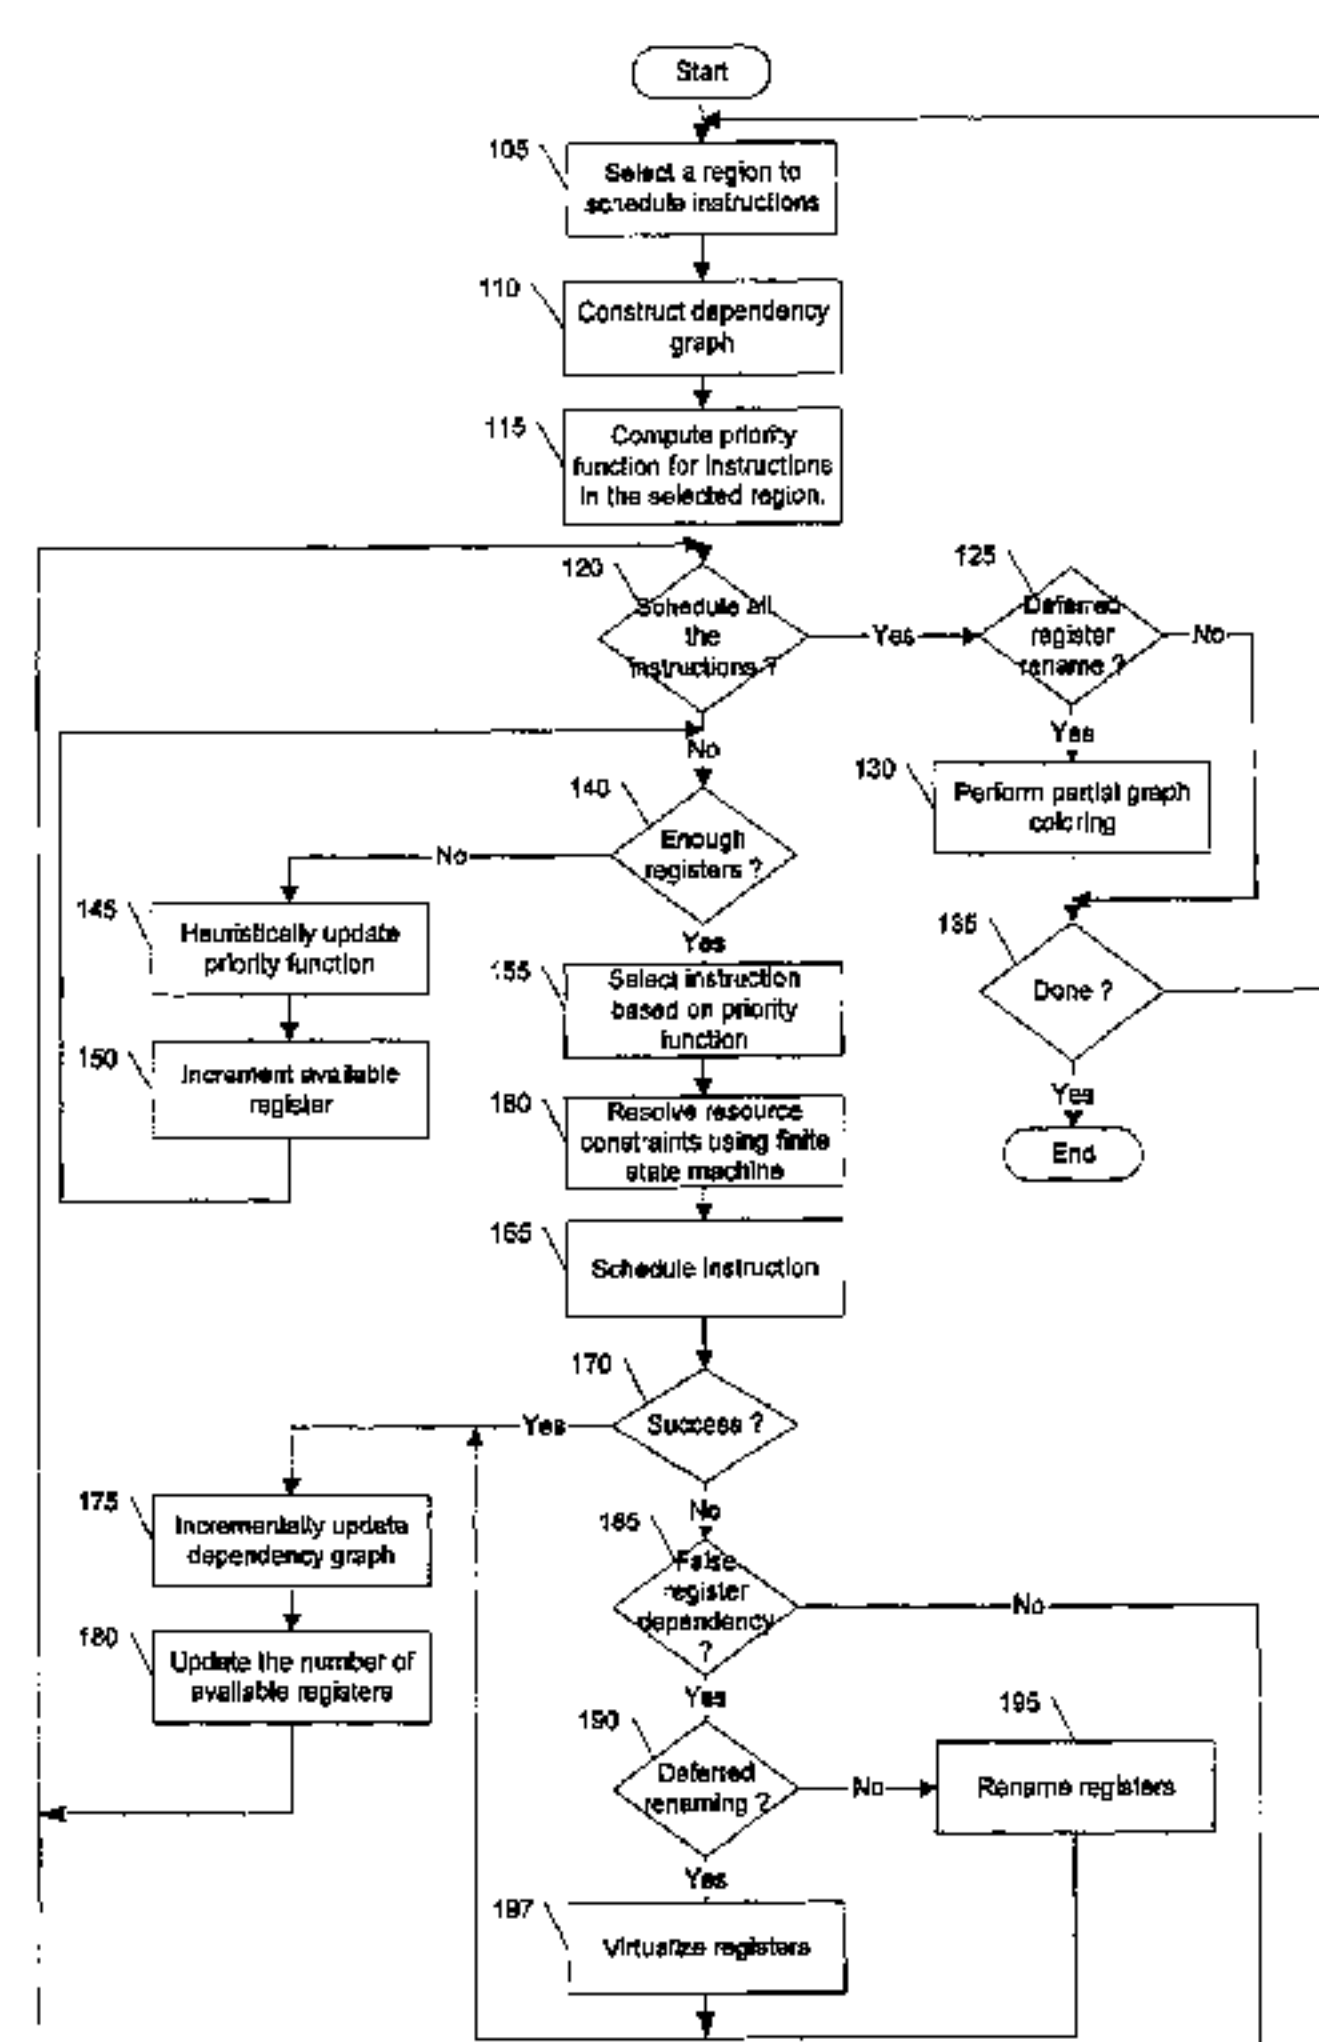 Start
105
Select a region to
schedule instructions
110
Construct dependency
graph
115
Compute priority
function for instructions
in the selected region.
120
Schedule all
the
instructions ?
Yes
125
Deferred
register
rename ?
No
Yes
130
Perform partial graph
coloring
135
Done ?
Yes
End
No
140
Enough
registers ?
No
145
Heuristically update
priority function
150
Increment available
register
Yes
155
Select instruction
based on priority
function
160
Resolve resource
constraints using finite
state machine
165
Schedule instruction
170
Success ?
Yes
175
Incrementally update
dependency graph
180
Update the number of
available registers
No
185
False
register
dependency
?
No
Yes
190
Deferred
renaming ?
No
195
Rename registers
Yes
197
Virtualize registers